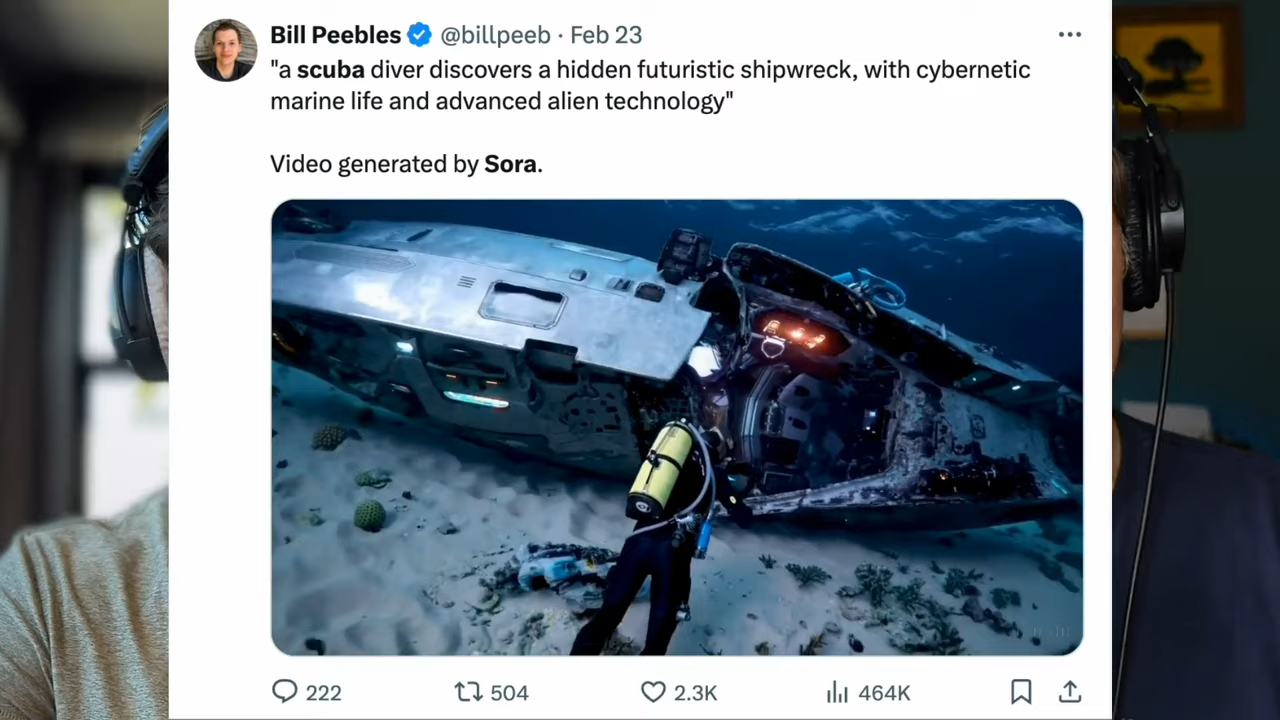 Bill Peebles @billpeeb · Feb 23
"a scuba diver discovers a hidden futuristic shipwreck, with cybernetic
marine life and advanced alien technology"
Video generated by Sora.
222 504 2.3K 464K